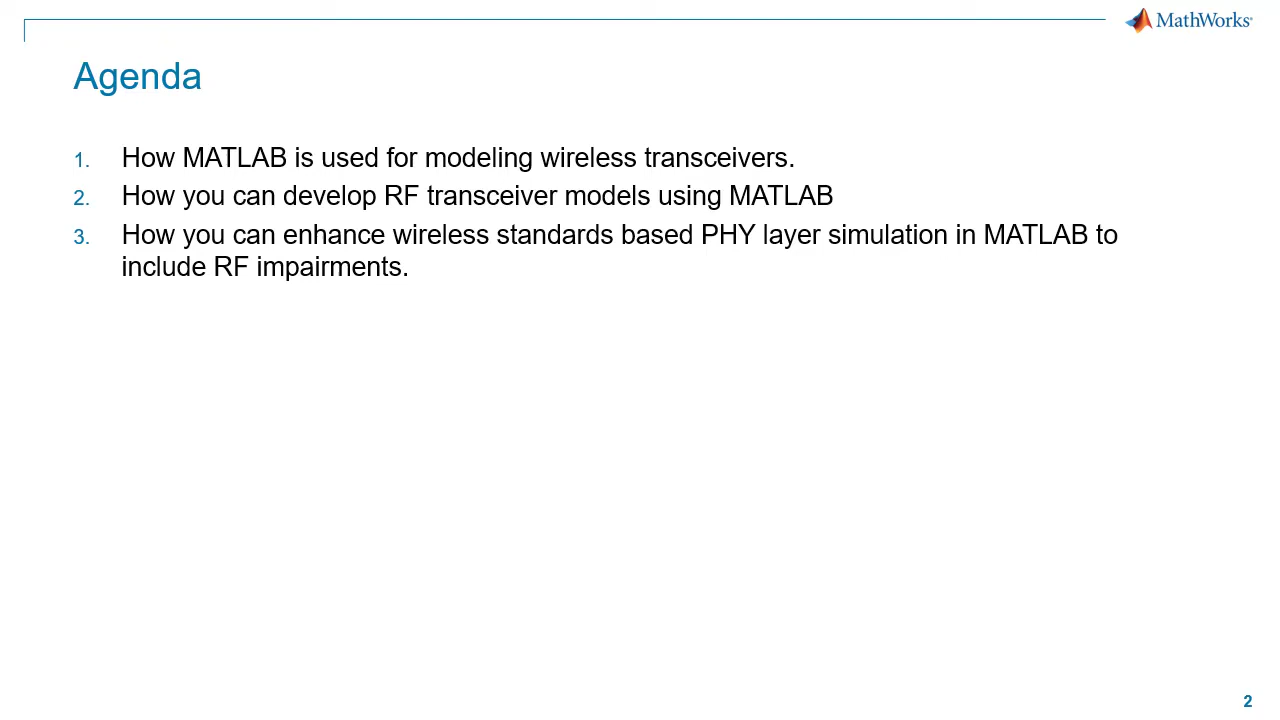 MathWorks
Agenda
1. How MATLAB is used for modeling wireless transceivers.
2. How you can develop RF transceiver models using MATLAB
3. How you can enhance wireless standards based PHY layer simulation in MATLAB to
include RF impairments.
2